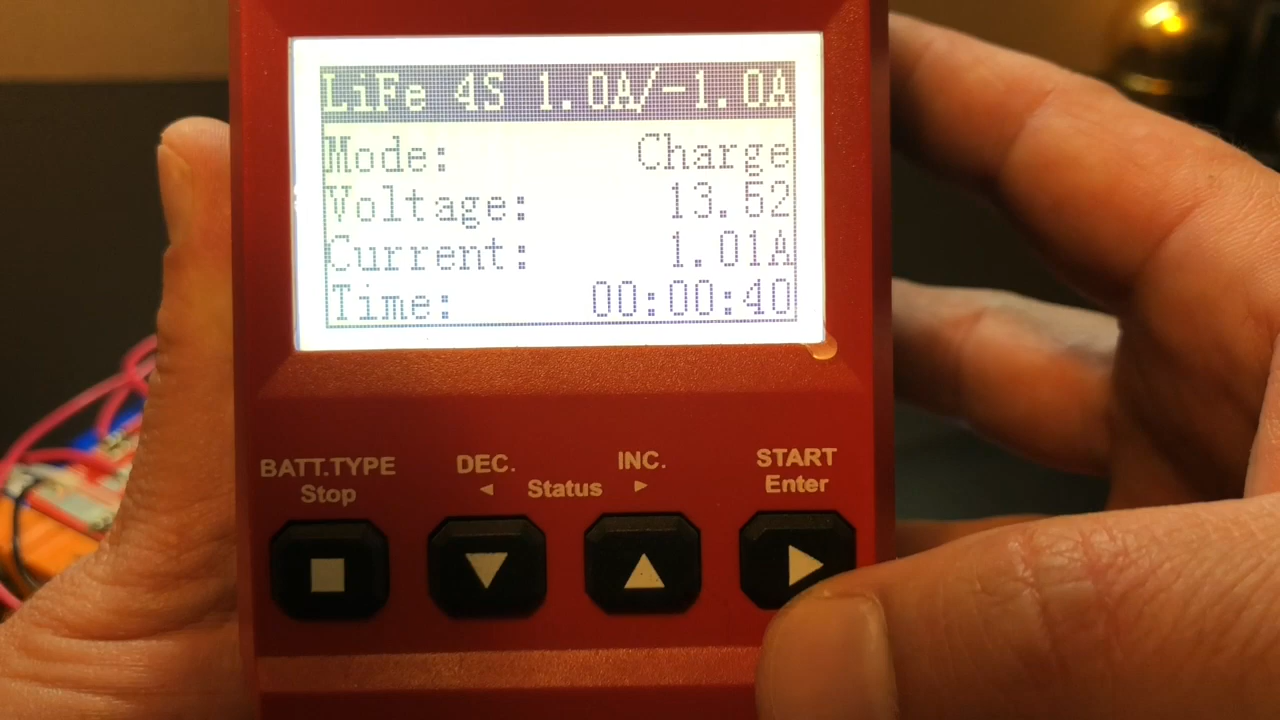 LiFe 4S 1.0A/-1.0A
Mode: Charge
Voltage: 13.52
Current: 1.01A
Time: 00:00:40
BATT.TYPE DEC. INC. START
Stop ◄ Status ► Enter